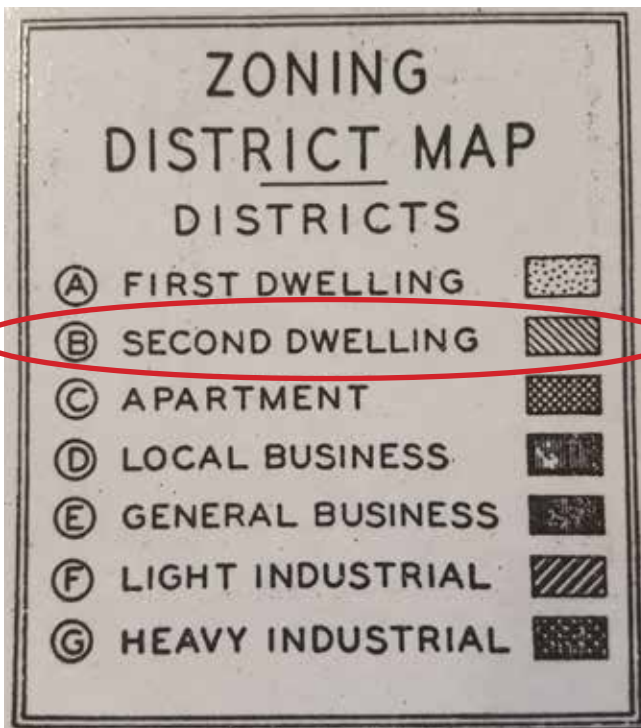 ZONING
DISTRICT MAP
DISTRICTS
A FIRST DWELLING
B SECOND DWELLING
C APARTMENT
D LOCAL BUSINESS
E GENERAL BUSINESS
F LIGHT INDUSTRIAL
G HEAVY INDUSTRIAL